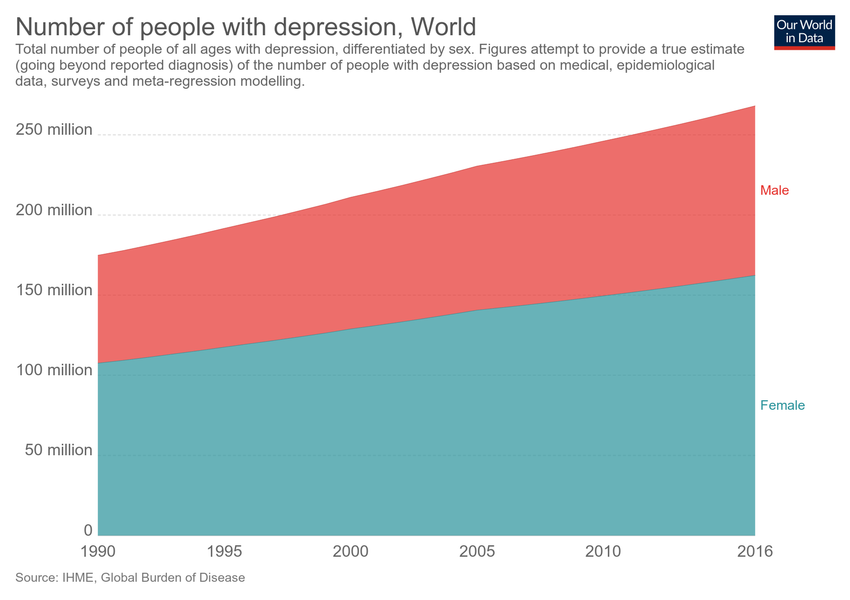 Number of people with depression, World
Our World
in Data
Total number of people of all ages with depression, differentiated by sex. Figures attempt to provide a true estimate
(going beyond reported diagnosis) of the number of people with depression based on medical, epidemiological
data, surveys and meta-regression modelling.
250 million
200 million
150 million
100 million
50 million
0
Male
Female
1990
1995
2000
2005
2010
2016
Source: IHME, Global Burden of Disease